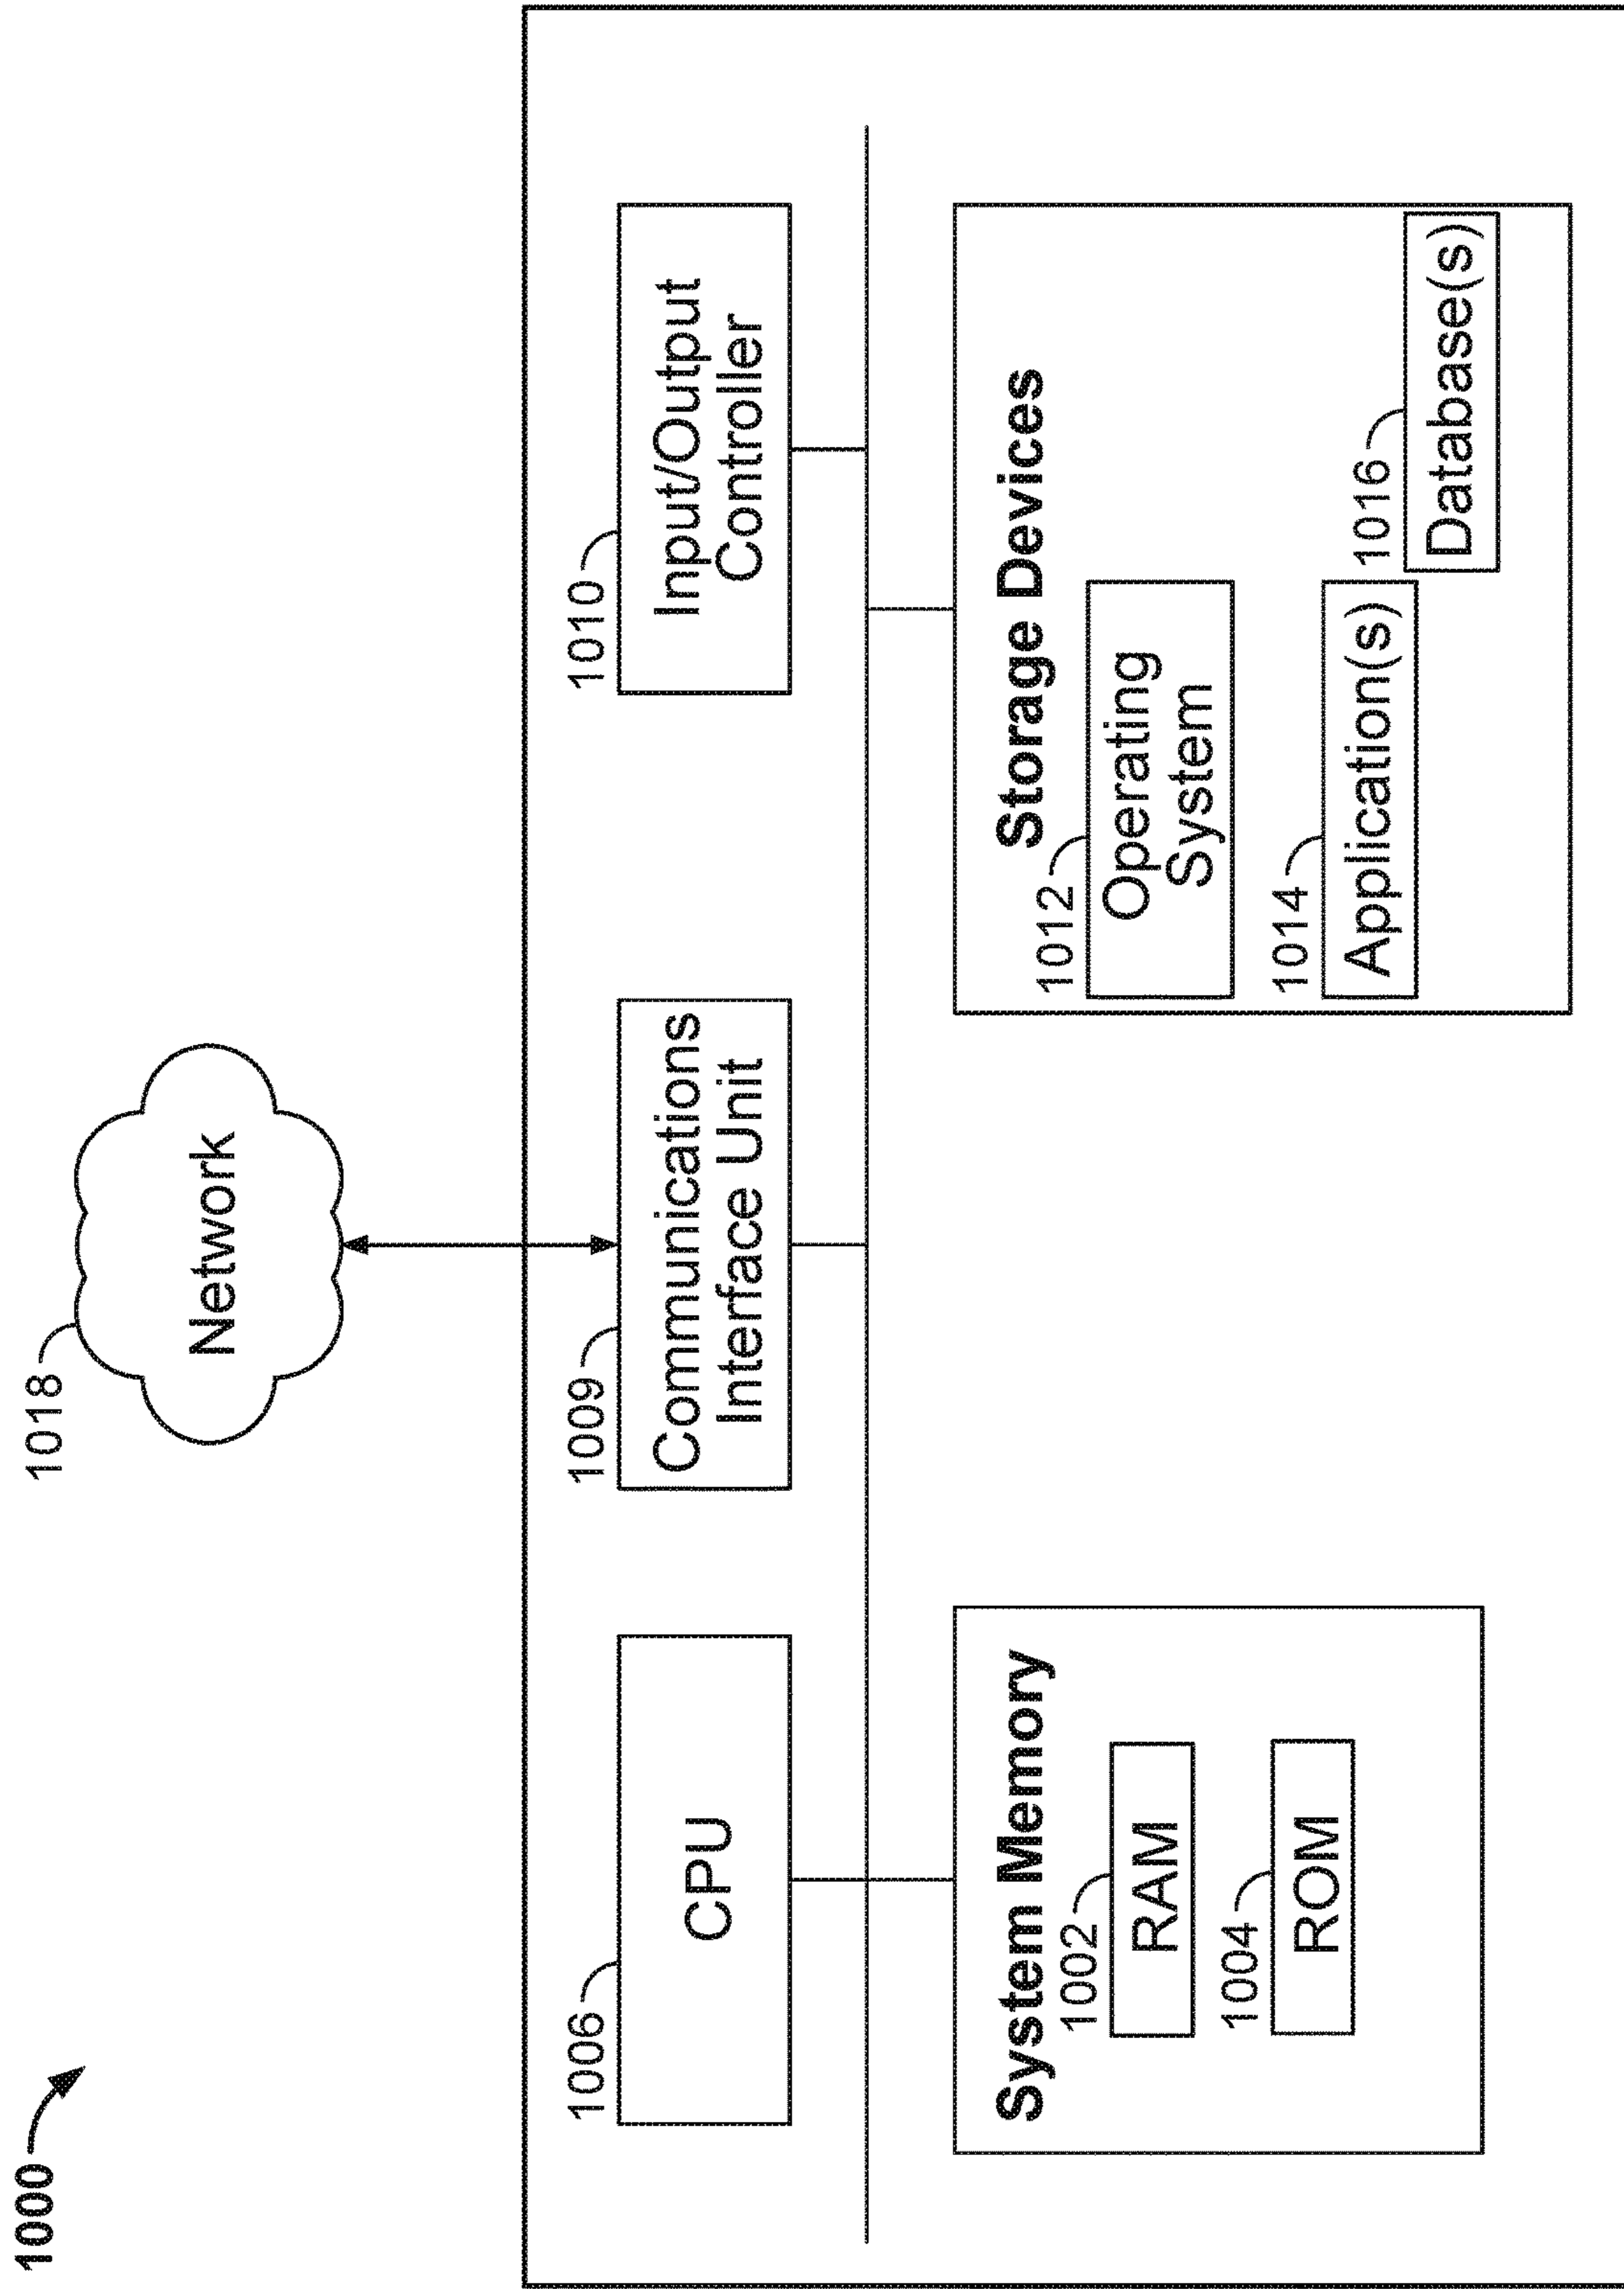 1000
1018
Network
1006
CPU
1009
Communications
Interface Unit
1010
Input/Output
Controller
System Memory
1002
RAM
1004
ROM
Storage Devices
1012
Operating
System
1014
Application(s)
1016
Database(s)